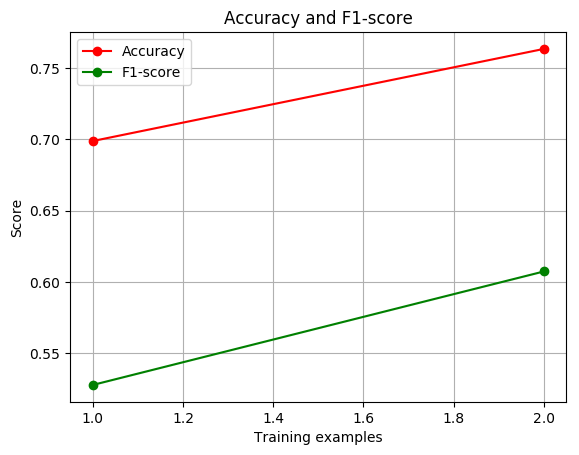 Accuracy and F1-score
Accuracy
F1-score
0.75
0.70
0.65
0.60
0.55
Score
1.0 1.2 1.4 1.6 1.8 2.0
Training examples